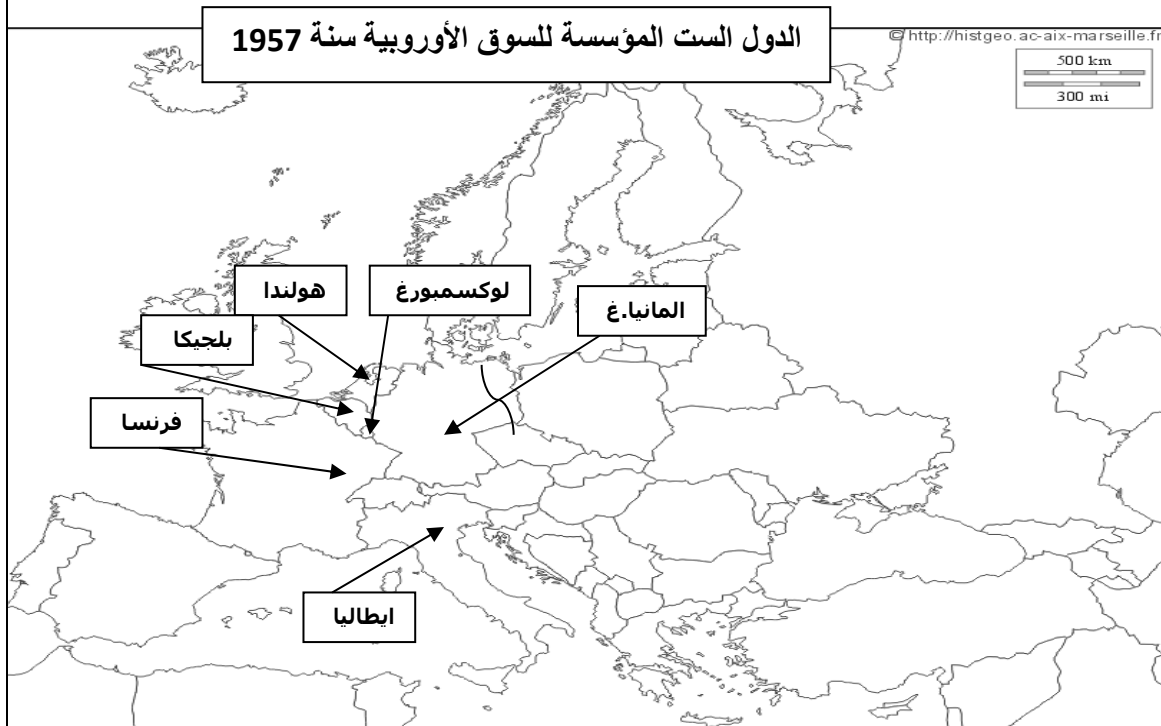 الدول الست المؤسسة للسوق الأوروبية سنة 1957
© http://histgeo.ac-aix-marseille.fr
500 km
300 mi
هولندا
لوكسمبورغ
المانيا.غ
بلجيكا
فرنسا
ايطاليا